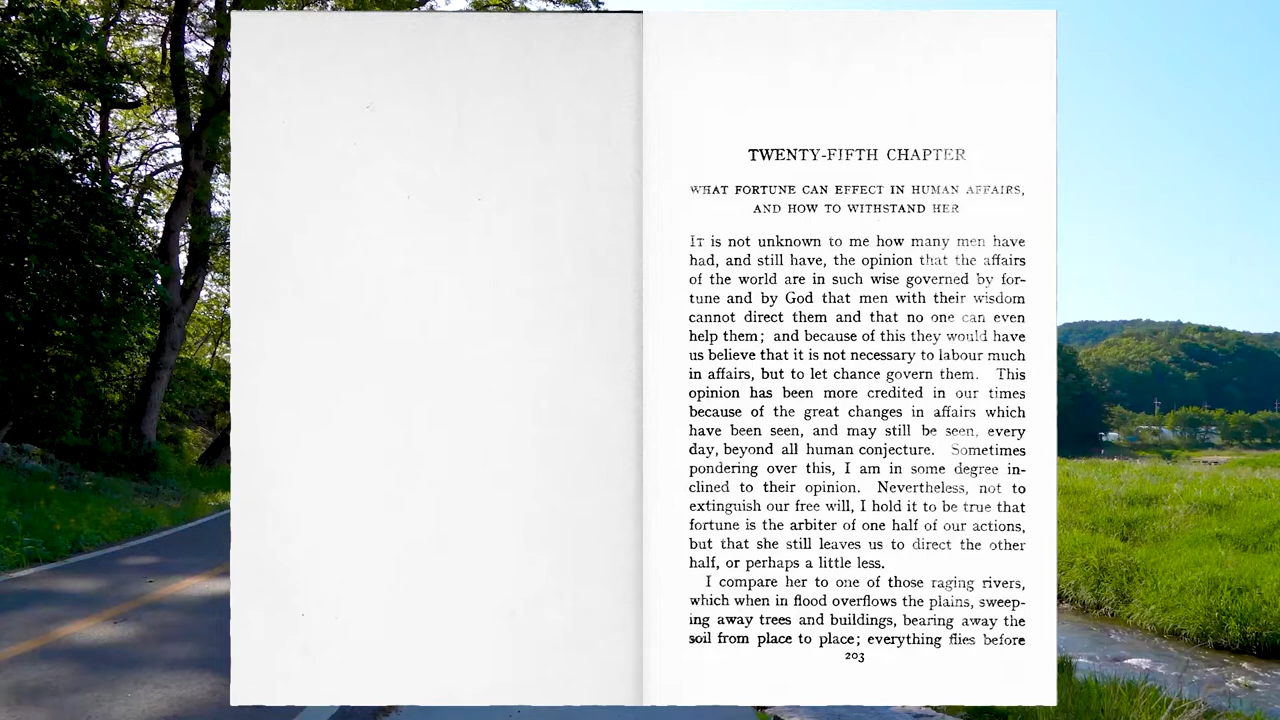 TWENTY-FIFTH CHAPTER
WHAT FORTUNE CAN EFFECT IN HUMAN AFFAIRS,
AND HOW TO WITHSTAND HER
IT is not unknown to me how many men have
had, and still have, the opinion that the affairs
of the world are in such wise governed by for-
tune and by God that men with their wisdom
cannot direct them and that no one can even
help them; and because of this they would have
us believe that it is not necessary to labour much
in affairs, but to let chance govern them. This
opinion has been more credited in our times
because of the great changes in affairs which
have been seen, and may still be seen, every
day, beyond all human conjecture. Sometimes
pondering over this, I am in some degree in-
clined to their opinion. Nevertheless, not to
extinguish our free will, I hold it to be true that
fortune is the arbiter of one half of our actions,
but that she still leaves us to direct the other
half, or perhaps a little less.
I compare her to one of those raging rivers,
which when in flood overflows the plains, sweep-
ing away trees and buildings, bearing away the
soil from place to place; everything flies before
203